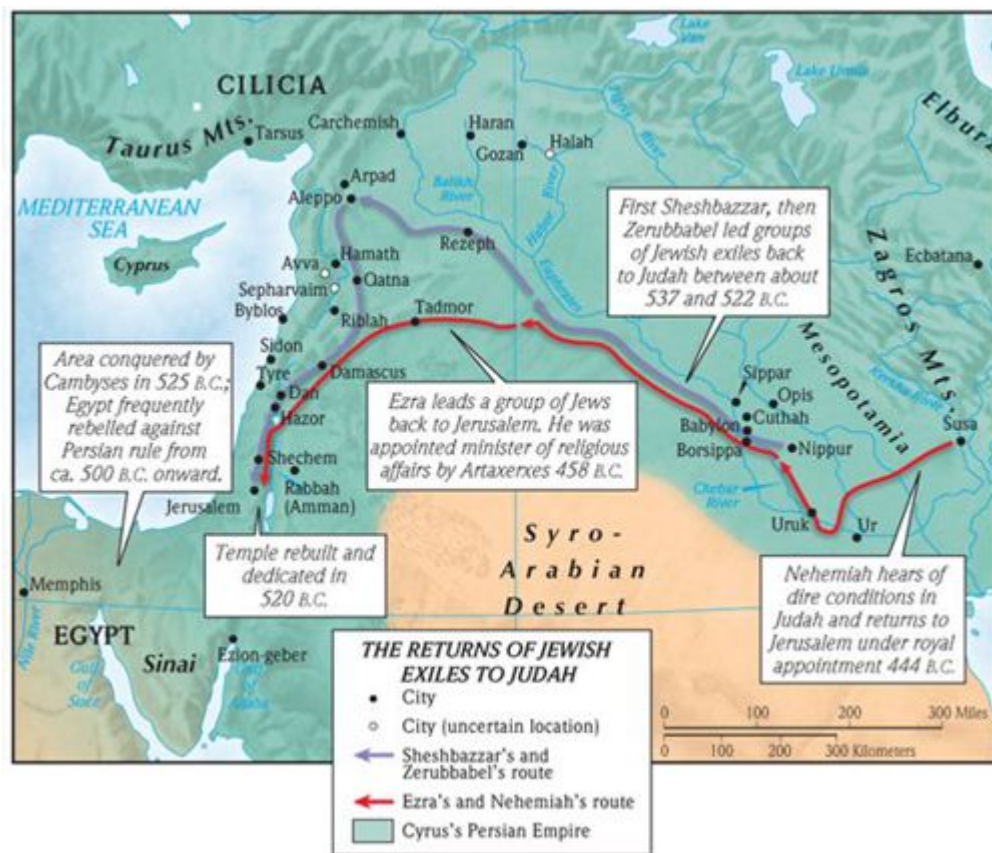 Lake
Van
Lake Urmia
CILICIA
Taurus Mts.
Tarsus
Carchemish
Haran
Gozan
Halah
Tigris
River
Elburz
Arpad
Aleppo
Balikh
River
Habor
River
MEDITERRANEAN
SEA
Cyprus
Rezeph
Euphrates
First Sheshbazzar, then
Zerubbabel led groups
of Jewish exiles back
to Judah between about
537 and 522 B.C.
Zagros Mts.
Ecbatana
Hamath
Avva
Qatna
Sepharvaim
Byblos
Riblah
Tadmor
Mesopotamia
Area conquered by
Cambyses in 525 B.C.;
Egypt frequently
rebelled against
Persian rule from
ca. 500 B.C. onward.
Sidon
Tyre
Damascus
Dan
Hazor
Ezra leads a group of Jews
back to Jerusalem. He was
appointed minister of religious
affairs by Artaxerxes 458 B.C.
Sippar
Opis
Cuthah
Babylon
Borsippa
Nippur
River
Susa
Shechem
Jerusalem
Rabbah
(Amman)
Chebar
River
Uruk
Ur
Temple rebuilt and
dedicated in
520 B.C.
Syro-
Arabian
Desert
Nehemiah hears of
dire conditions in
Judah and returns to
Jerusalem under royal
appointment 444 B.C.
Memphis
EGYPT
Nile River
Sinai
Gulf
of
Ezion-geber
Gulf
of
THE RETURNS OF JEWISH
EXILES TO JUDAH
City
City (uncertain location)
Sheshbazzar's and
Zerubbabel's route
Ezra's and Nehemiah's route
Cyrus's Persian Empire
0 100 200 300 Miles
0 100 200 300 Kilometers